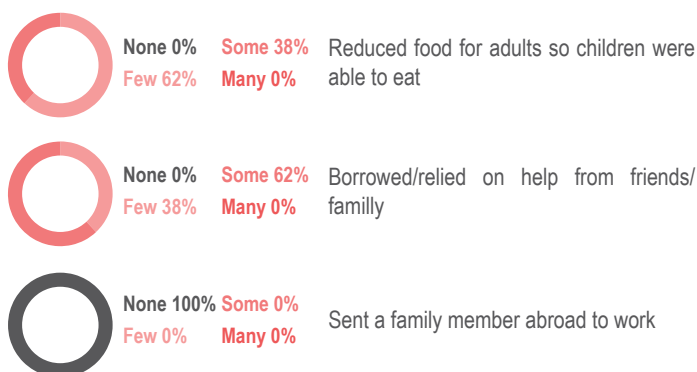 None 0% Some 38% Reduced food for adults so children were
Few 62% Many 0% able to eat
None 0% Some 62% Borrowed/relied on help from friends/
Few 38% Many 0% familly
None 100% Some 0%
Few 0% Many 0%
Sent a family member abroad to work